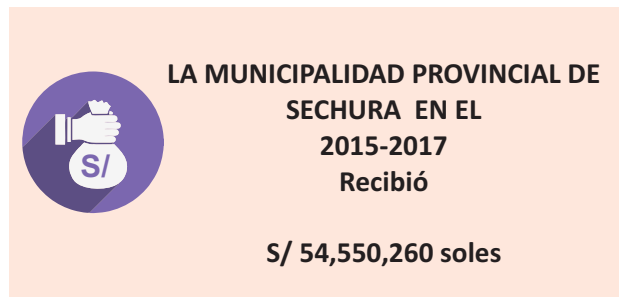 LA MUNICIPALIDAD PROVINCIAL DE
SECHURA EN EL
2015-2017
Recibió
S/
S/ 54,550,260 soles